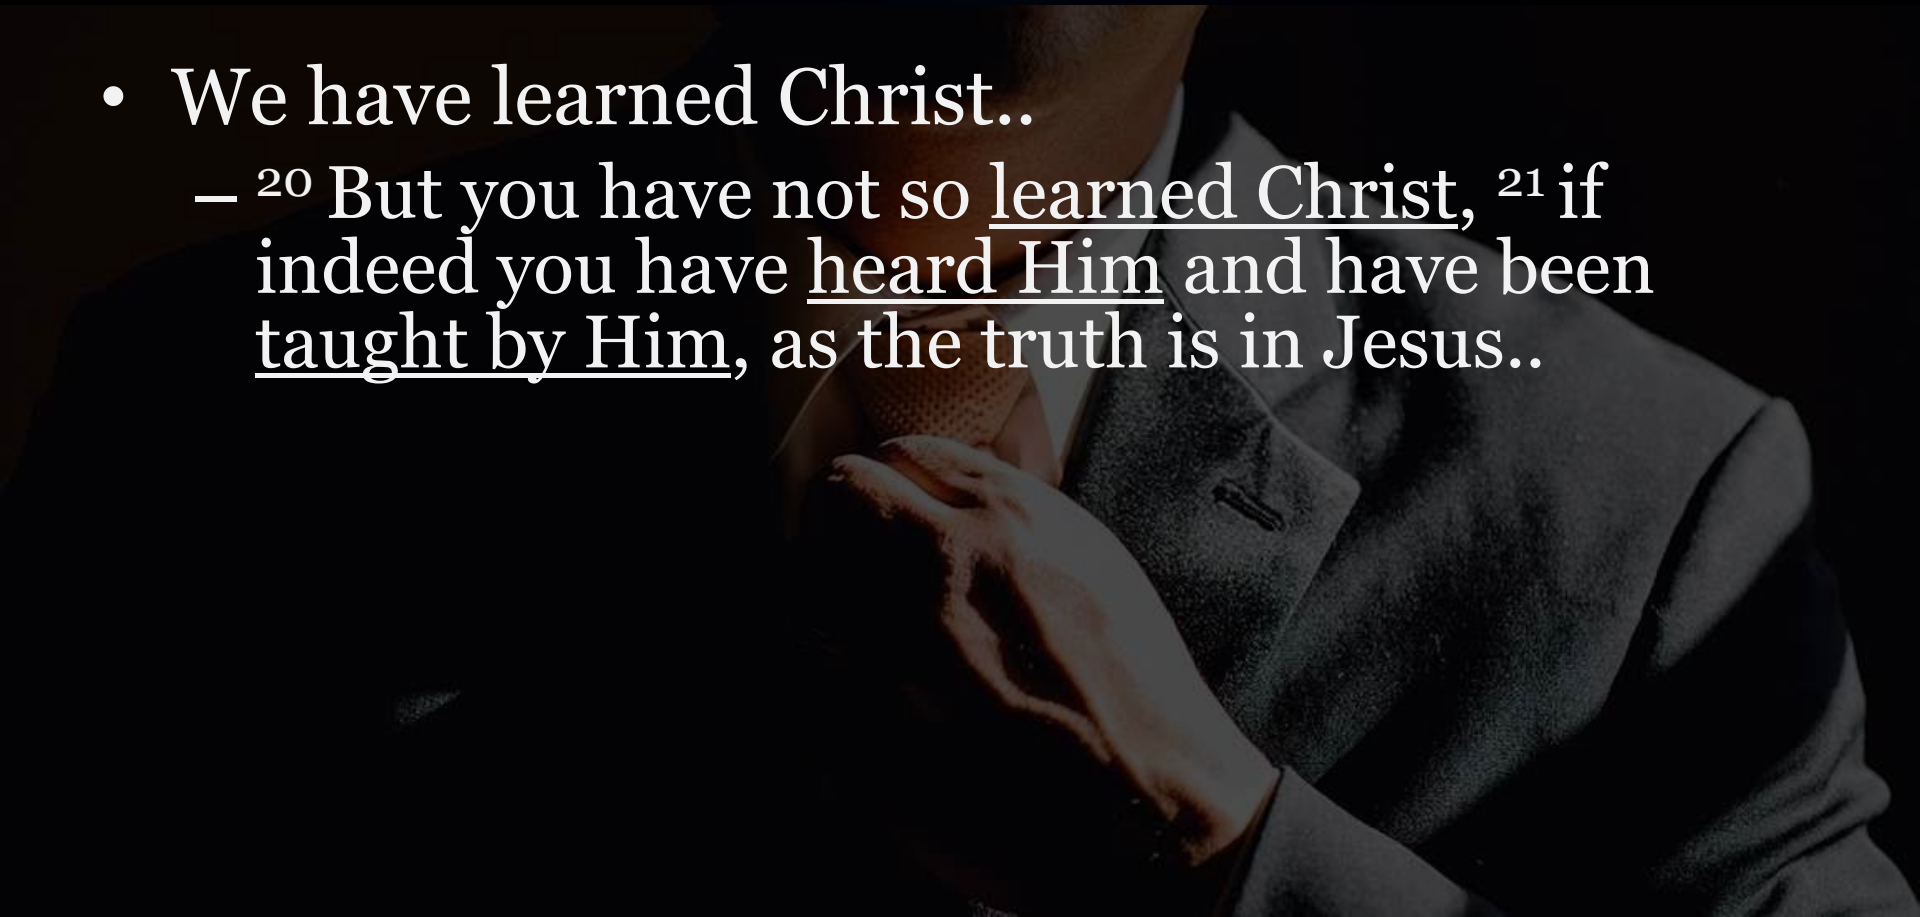 • We have learned Christ..
– 20 But you have not so learned Christ, 21 if
indeed you have heard Him and have been
taught by Him, as the truth is in Jesus..